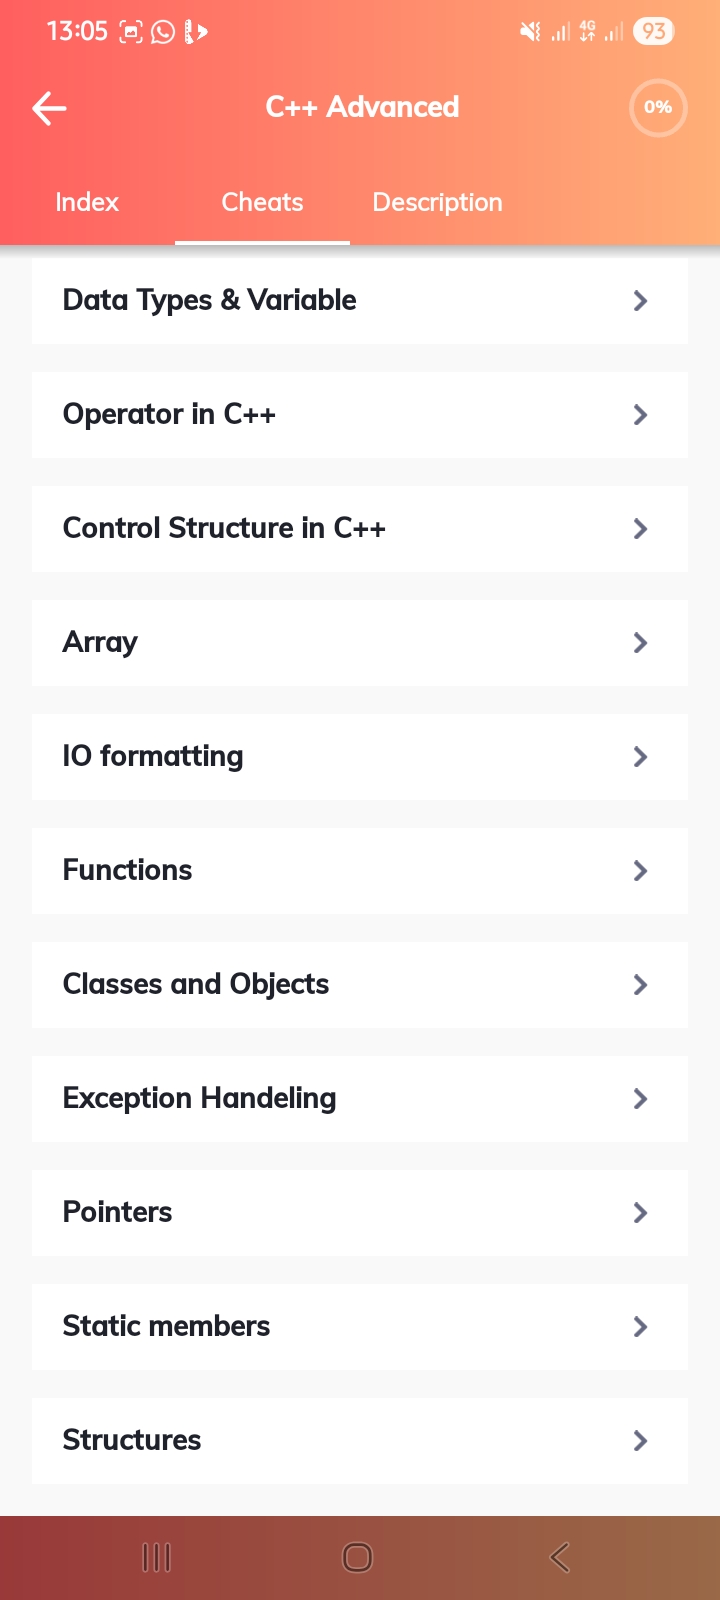 13:05 4G 93
C++ Advanced
0%
Index Cheats Description
Data Types & Variable
Operator in C++
Control Structure in C++
Array
IO formatting
Functions
Classes and Objects
Exception Handeling
Pointers
Static members
Structures